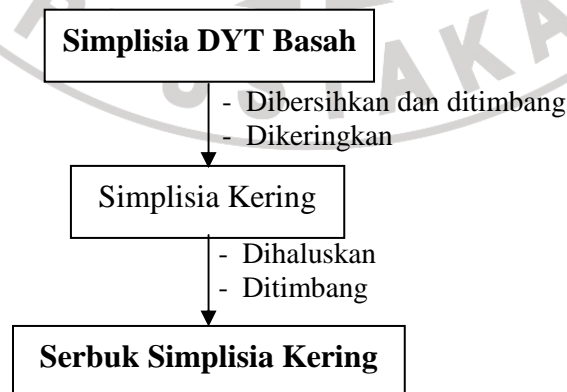 Simplisia DYT Basah
- Dibersihkan dan ditimbang
- Dikeringkan
Simplisia Kering
- Dihaluskan
- Ditimbang
Serbuk Simplisia Kering